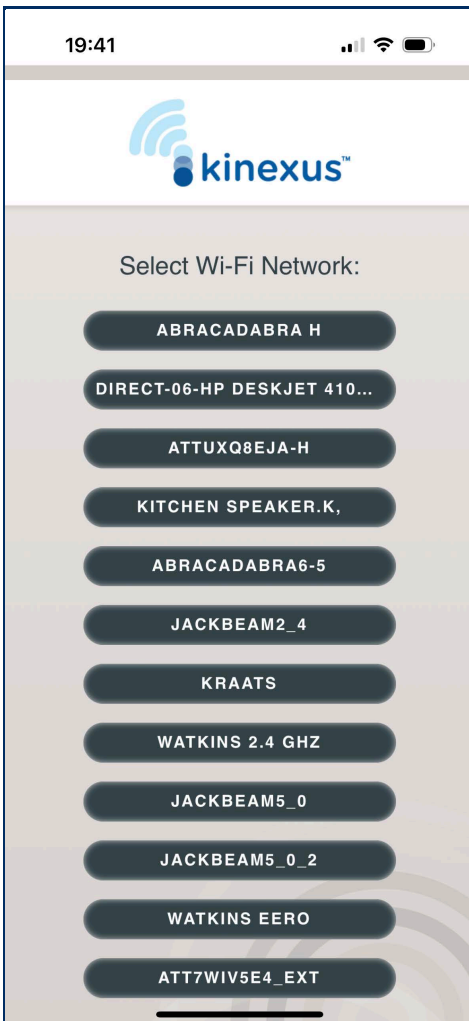 19:41
kinexus™
Select Wi-Fi Network:
ABRACADABRA H
DIRECT-06-HP DESKJET 410...
ATTUXQ8EJA-H
KITCHEN SPEAKER.K,
ABRACADABRA6-5
JACKBEAM2_4
KRAATS
WATKINS 2.4 GHZ
JACKBEAM5_0
JACKBEAM5_0_2
WATKINS EERO
ATT7WIV5E4_EXT